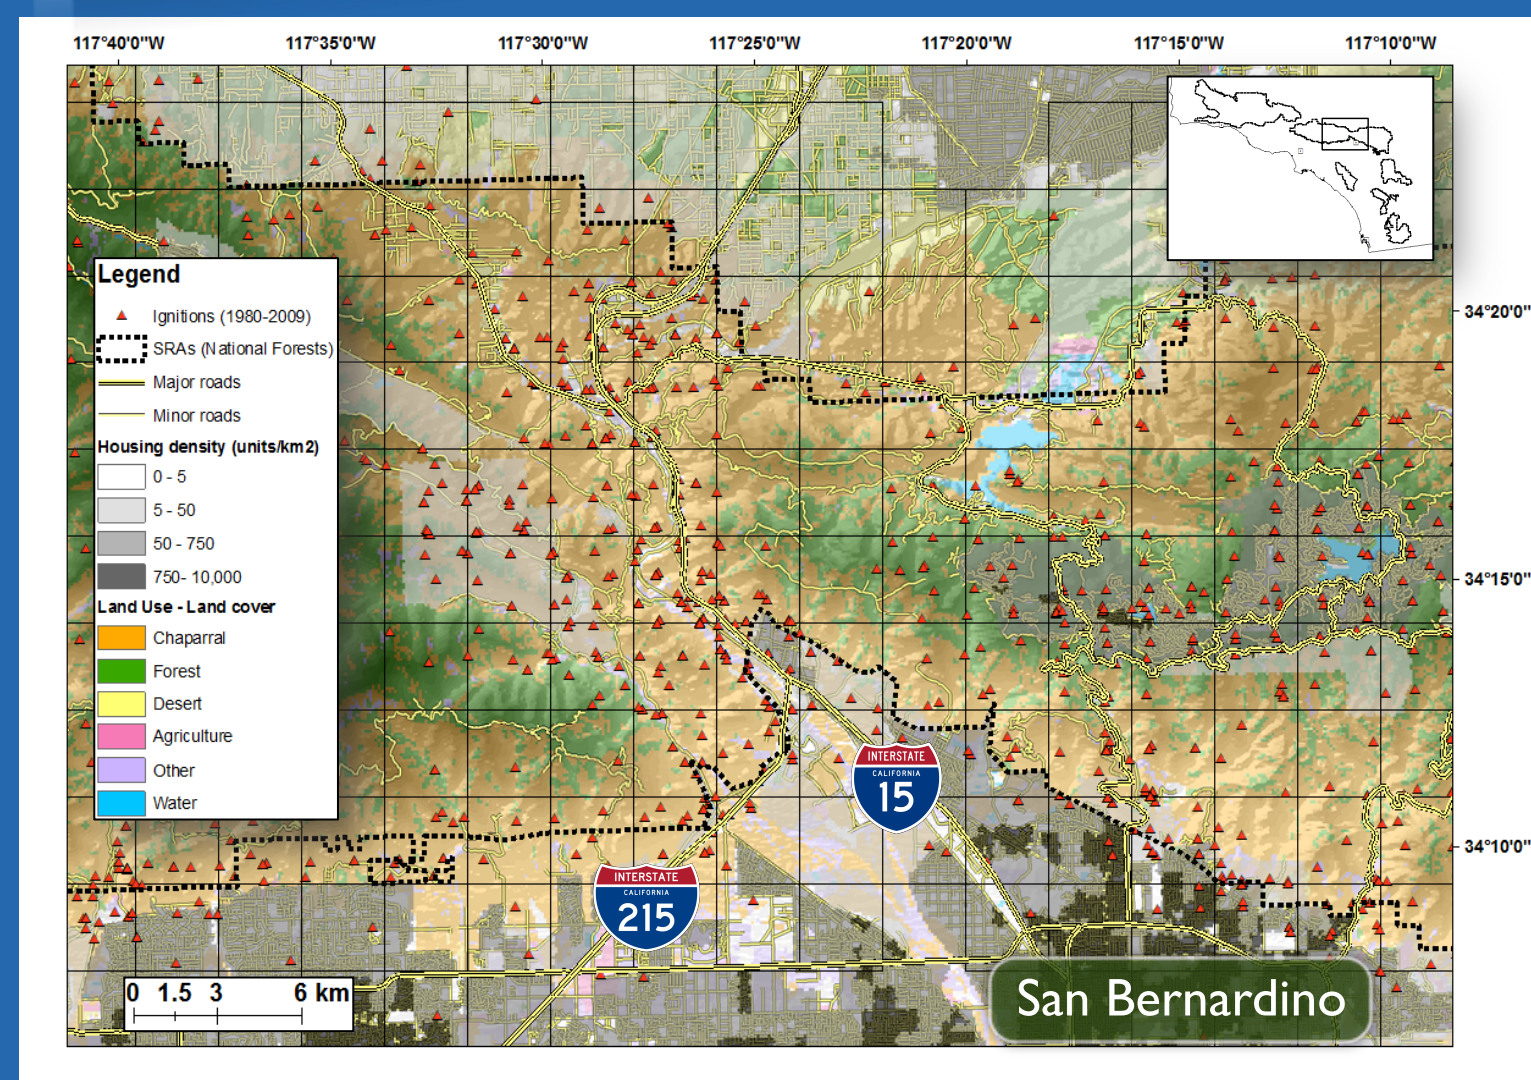 117°40'0"W 117°35'0"W 117°30'0"W 117°25'0"W 117°20'0"W 117°15'0"W 117°10'0"W
34°20'0"
34°15'0"
34°10'0"
Legend
Ignitions (1980-2009)
SRAs (National Forests)
Major roads
Minor roads
Housing density (units/km2)
0 - 5
5 - 50
50 - 750
750- 10,000
Land Use - Land cover
Chaparral
Forest
Desert
Agriculture
Other
Water
INTERSTATE
CALIFORNIA
15
INTERSTATE
CALIFORNIA
215
0 1.5 3 6 km
San Bernardino